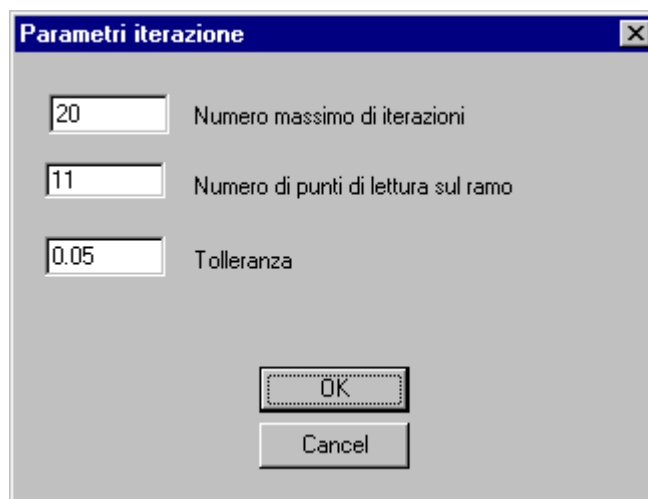 Parametri iterazione
20 Numero massimo di iterazioni
11 Numero di punti di lettura sul ramo
0.05 Tolleranza
OK
Cancel